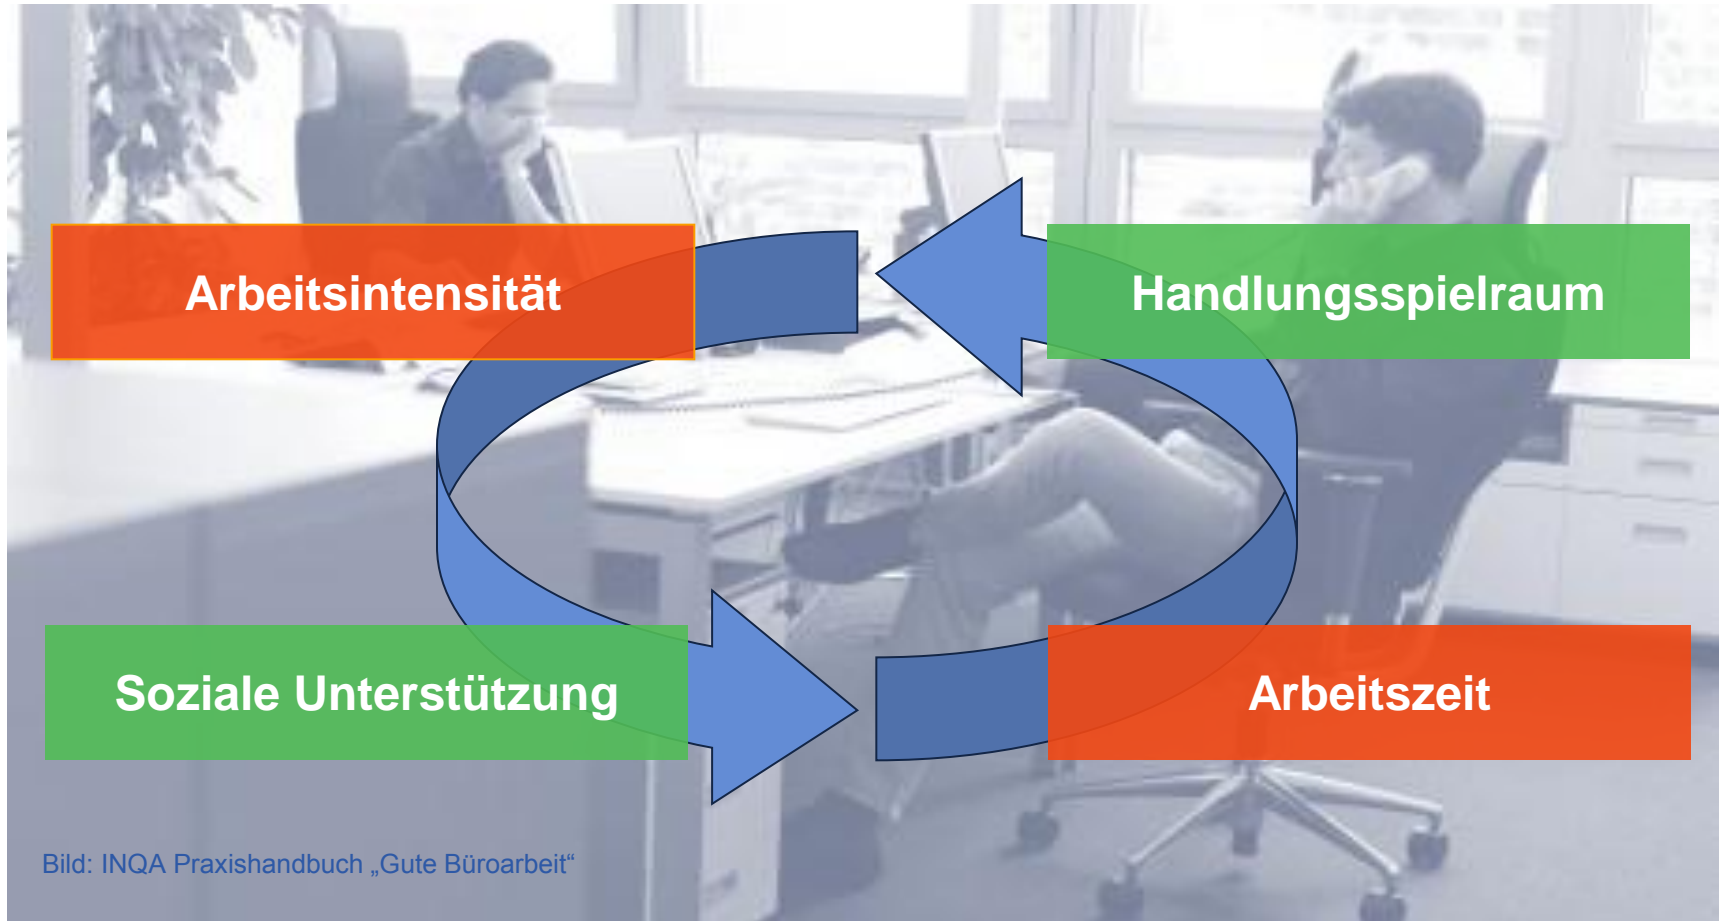 Arbeitsintensität
Handlungsspielraum
Soziale Unterstützung
Arbeitszeit
Bild: INQA Praxishandbuch „Gute Büroarbeit“